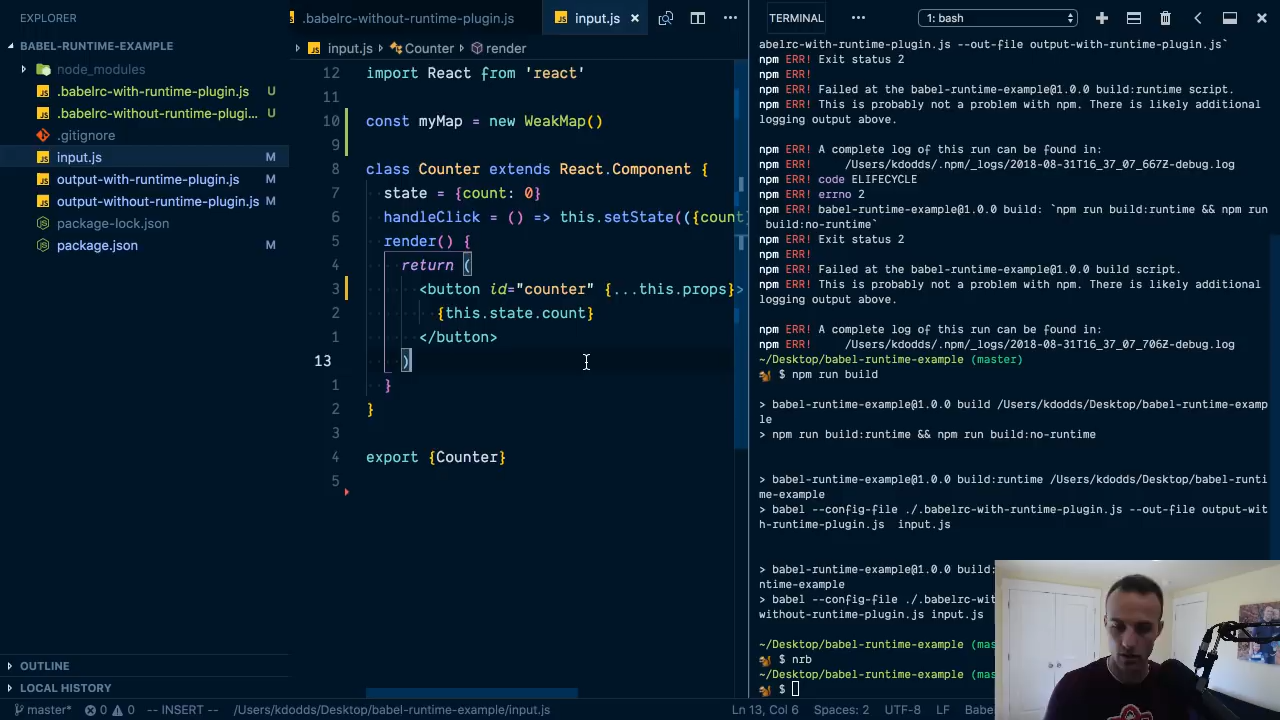 EXPLORER
BABEL-RUNTIME-EXAMPLE
node_modules
.babelrc-with-runtime-plugin.js U
.babelrc-without-runtime-plugi... U
.gitignore
input.js M
output-with-runtime-plugin.js M
output-without-runtime-plugin.js M
package-lock.json
package.json M
OUTLINE
LOCAL HISTORY
.babelrc-without-runtime-plugin.js
JS input.js ×
JS input.js Counter render
12 import React from 'react'
11
10 const myMap = new WeakMap()
9
8 class Counter extends React.Component {
7 state = {count: 0}
6 handleClick = () => this.setState(({count}
5 render() {
4 return (
3 <button id="counter" {...this.props}>
2 {this.state.count}
1 </button>
13 )
1 }
2 }
3
4 export {Counter}
5
TERMINAL ... 1: bash
abelrc-with-runtime-plugin.js --out-file output-with-runtime-plugin.js`
npm ERR! Exit status 2
npm ERR!
npm ERR! Failed at the babel-runtime-example@1.0.0 build:runtime script.
npm ERR! This is probably not a problem with npm. There is likely additional
logging output above.
npm ERR! A complete log of this run can be found in:
npm ERR! /Users/kdodds/.npm/_logs/2018-08-31T16_37_07_667Z-debug.log
npm ERR! code ELIFECYCLE
npm ERR! errno 2
npm ERR! babel-runtime-example@1.0.0 build: `npm run build:runtime && npm run
build:no-runtime`
npm ERR! Exit status 2
npm ERR!
npm ERR! Failed at the babel-runtime-example@1.0.0 build script.
npm ERR! This is probably not a problem with npm. There is likely additional
logging output above.
npm ERR! A complete log of this run can be found in:
npm ERR! /Users/kdodds/.npm/_logs/2018-08-31T16_37_07_706Z-debug.log
~/Desktop/babel-runtime-example (master)
$ npm run build
> babel-runtime-example@1.0.0 build /Users/kdodds/Desktop/babel-runtime-examp
le
> npm run build:runtime && npm run build:no-runtime
> babel-runtime-example@1.0.0 build:runtime /Users/kdodds/Desktop/babel-runti
me-example
> babel --config-file ./.babelrc-with-runtime-plugin.js --out-file output-wit
h-runtime-plugin.js input.js
> babel-runtime-example@1.0.0 build:
ntime-example
> babel --config-file ./.babelrc-wit
without-runtime-plugin.js input.js
~/Desktop/babel-runtime-example (mas
$ nrb
~/Desktop/babel-runtime-example (mas
$
master* 0 0 -- INSERT -- /Users/kdodds/Desktop/babel-runtime-example/input.js Ln 13, Col 6 Spaces: 2 UTF-8 LF Babe